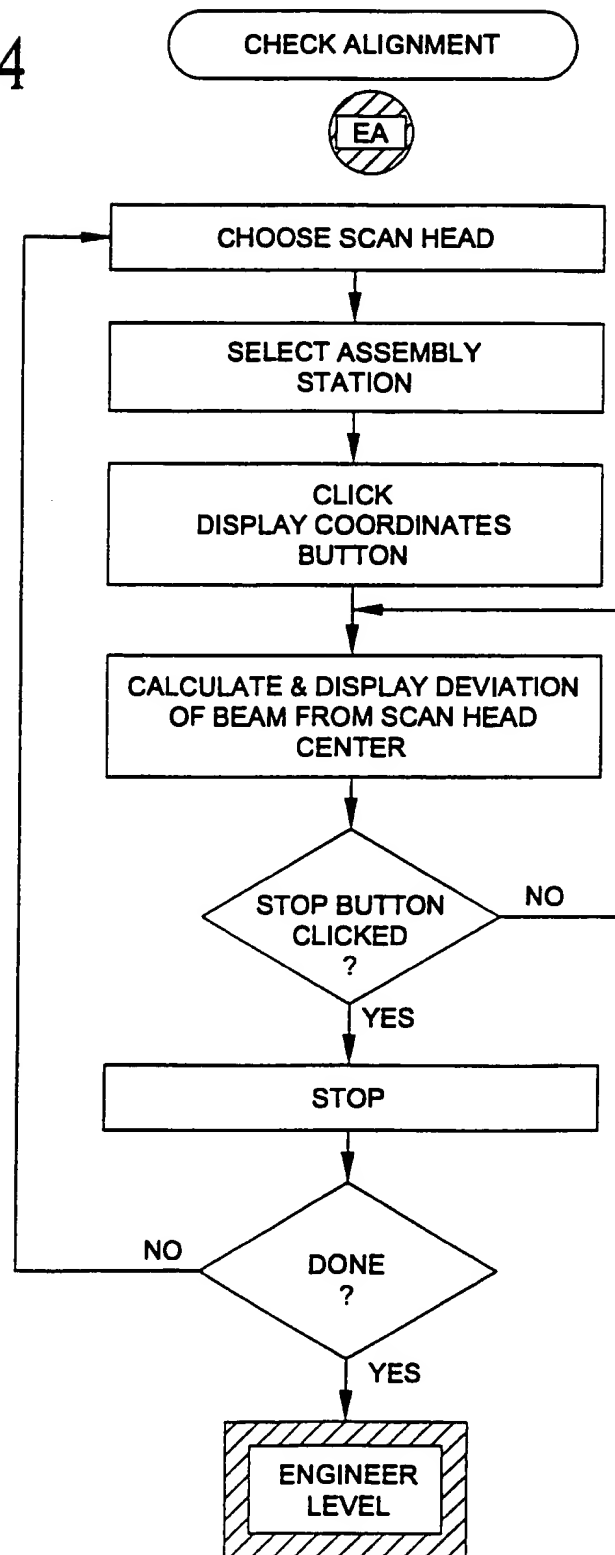 4
CHECK ALIGNMENT
EA
CHOOSE SCAN HEAD
SELECT ASSEMBLY
STATION
CLICK
DISPLAY COORDINATES
BUTTON
CALCULATE & DISPLAY DEVIATION
OF BEAM FROM SCAN HEAD
CENTER
STOP BUTTON
CLICKED
?
NO
YES
STOP
NO
DONE
?
YES
ENGINEER
LEVEL